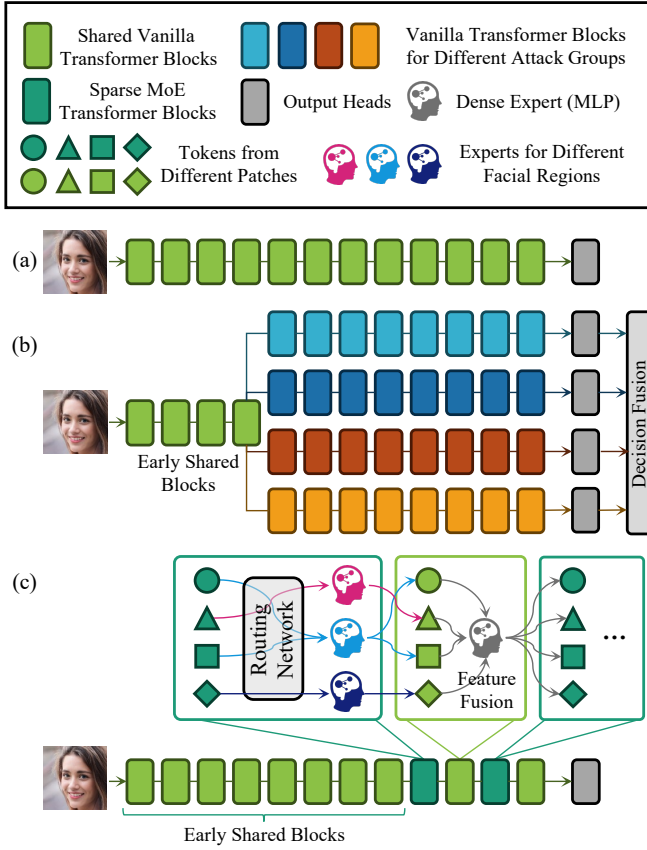 Shared Vanilla
Transformer Blocks
Vanilla Transformer Blocks
for Different Attack Groups
Sparse MoE
Transformer Blocks
Output Heads
Dense Expert (MLP)
Tokens from
Different Patches
Experts for Different
Facial Regions
(a)
(b)
Early Shared
Blocks
Decision Fusion
(c)
Routing
Network
Feature
Fusion
...
Early Shared Blocks